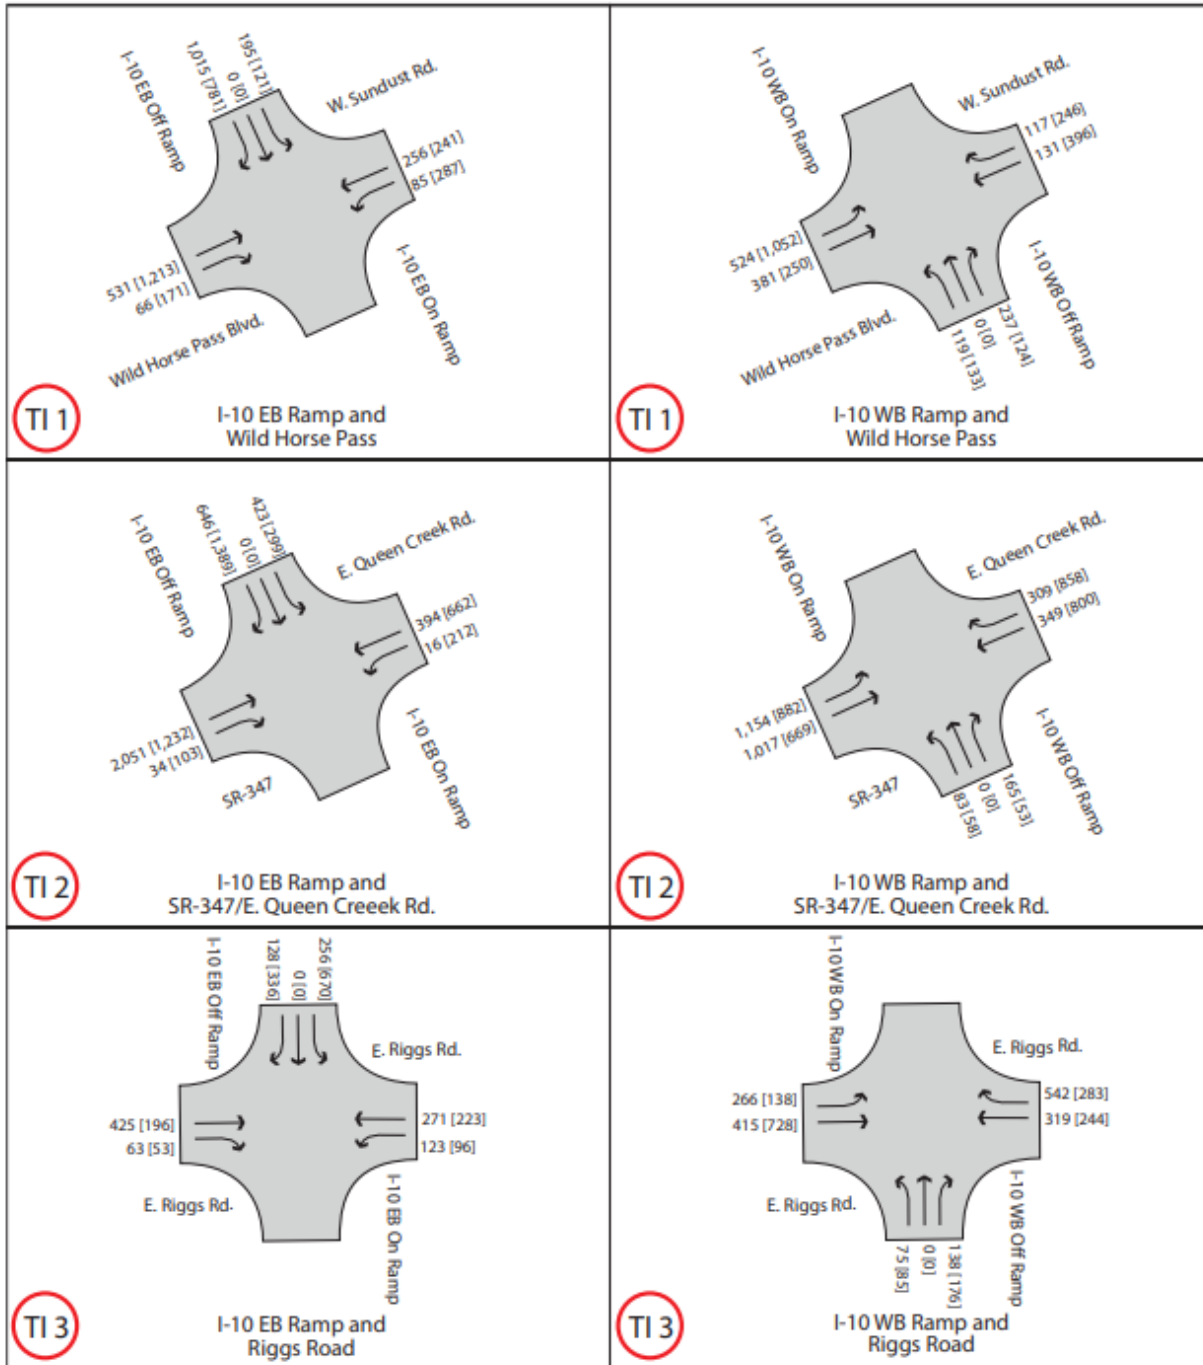 I-10 EB Off Ramp
1,015 [781]
0 [0]
195 [121]
W. Sundust Rd.
256 [241]
85 [287]
531 [1,213]
66 [171]
I-10 EB On Ramp
Wild Horse Pass Blvd.
TI 1
I-10 EB Ramp and
Wild Horse Pass
I-10 WB On Ramp
W. Sundust Rd.
117 [246]
131 [396]
524 [1,052]
381 [250]
I-10 WB Off Ramp
Wild Horse Pass Blvd.
119 [133]
0 [0]
237 [124]
TI 1
I-10 WB Ramp and
Wild Horse Pass
I-10 EB Off Ramp
646 [1,389]
0 [0]
423 [299]
E. Queen Creek Rd.
394 [662]
16 [212]
2,051 [1,232]
34 [103]
SR-347
I-10 EB On Ramp
TI 2
I-10 EB Ramp and
SR-347/E. Queen Creeek Rd.
I-10 WB On Ramp
E. Queen Creek Rd.
309 [858]
349 [800]
1,154 [882]
1,017 [669]
SR-347
83 [58]
0 [0]
165 [53]
I-10 WB Off Ramp
TI 2
I-10 WB Ramp and
SR-347/E. Queen Creek Rd.
I-10 EB Off Ramp
128 [336]
0 [0]
256 [670]
E. Riggs Rd.
425 [196]
63 [53]
271 [223]
123 [96]
E. Riggs Rd.
I-10 EB On Ramp
TI 3
I-10 EB Ramp and
Riggs Road
I-10 WB On Ramp
E. Riggs Rd.
266 [138]
415 [728]
542 [283]
319 [244]
E. Riggs Rd.
75 [85]
0 [0]
138 [176]
I-10 WB Off Ramp
TI 3
I-10 WB Ramp and
Riggs Road